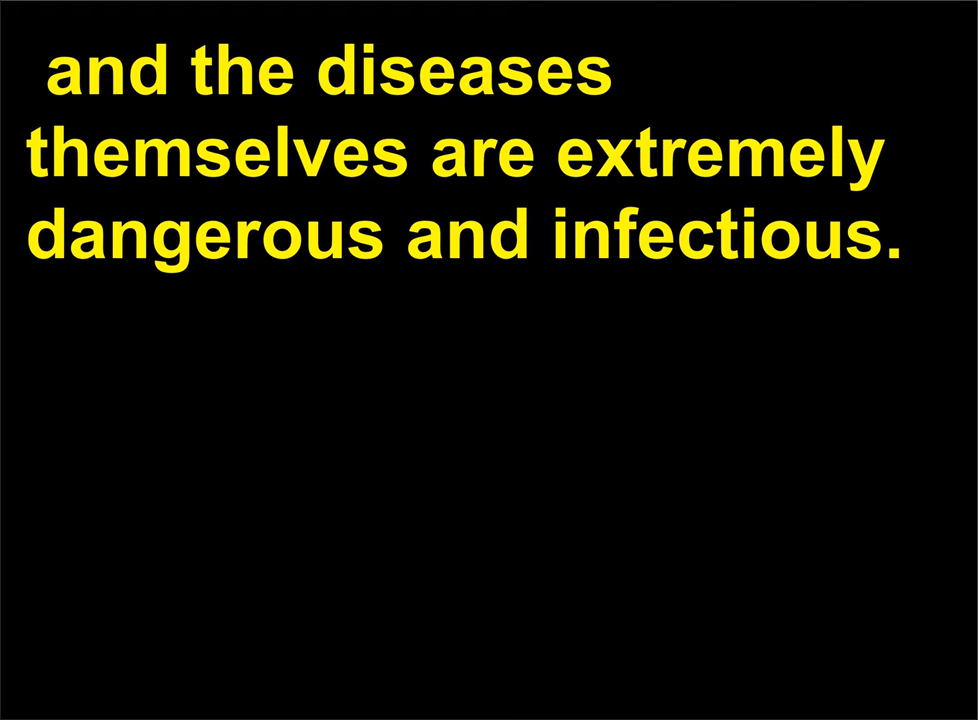 and the diseases
themselves are extremely
dangerous and infectious.